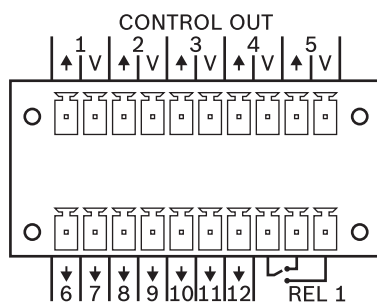 CONTROL OUT
1 2 3 4 5
V V V V V
6 7 8 9 10 11 12 REL 1